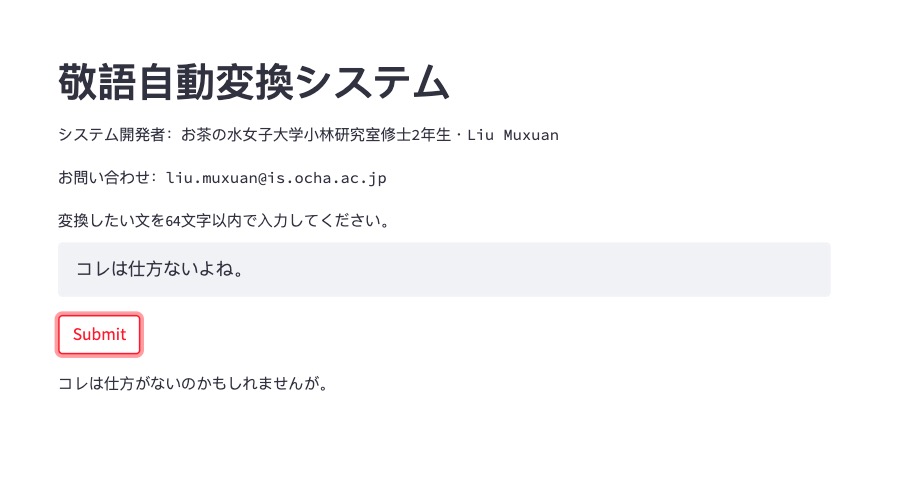 敬語自動変換システム
システム開発者：お茶の水女子大学小林研究室修士2年生・Liu Muxuan
お問い合わせ：liu.muxuan@is.ocha.ac.jp
変換したい文を64文字以内で入力してください。
コレは仕方ないよね。
Submit
コレは仕方がないのかもしれませんが。